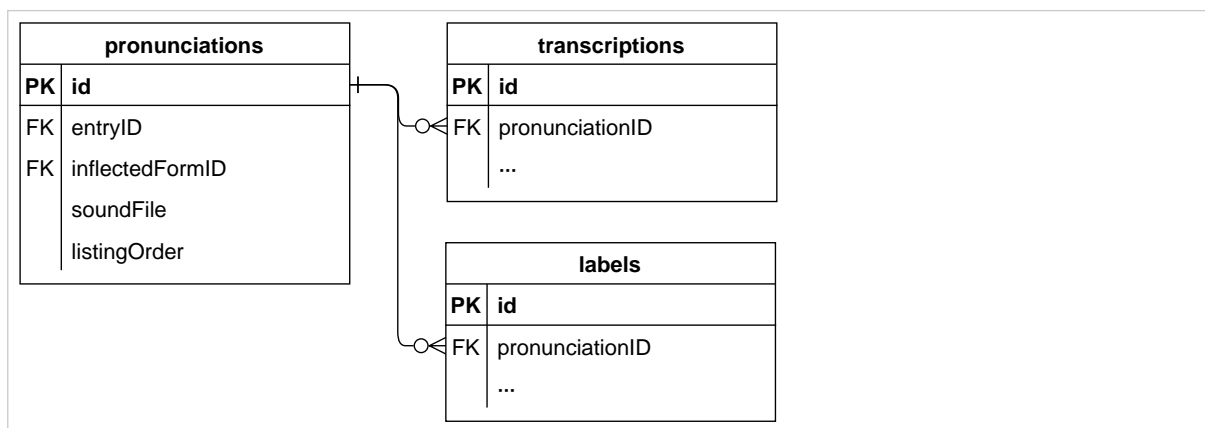 pronunciations
PK id
FK entryID
FK inflectedFormID
soundFile
listingOrder
transcriptions
PK id
FK pronunciationID
...
labels
PK id
FK pronunciationID
...